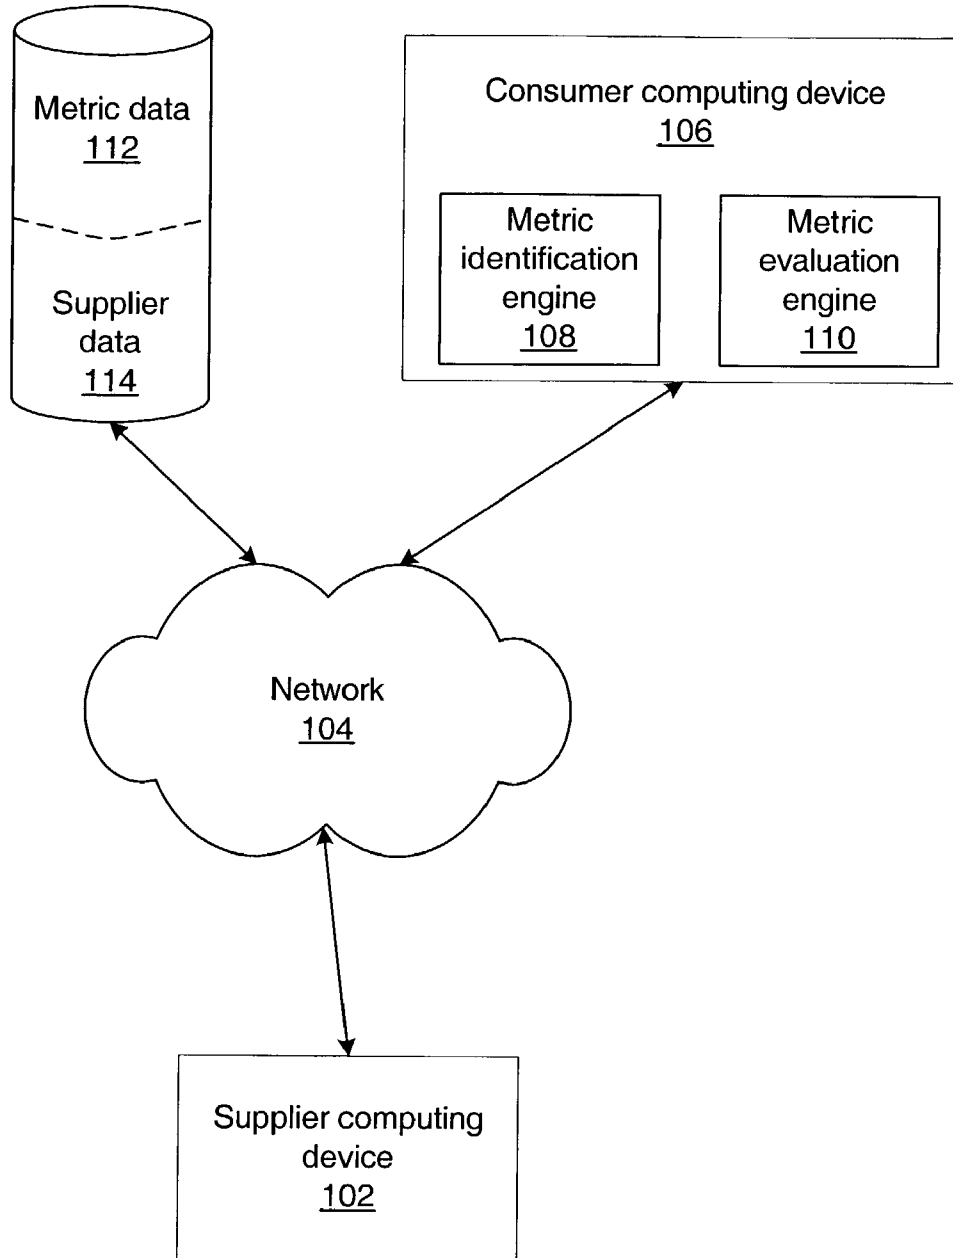 Metric data
112
Supplier
data
114
Consumer computing device
106
Metric
identification
engine
108
Metric
evaluation
engine
110
Network
104
Supplier computing
device
102